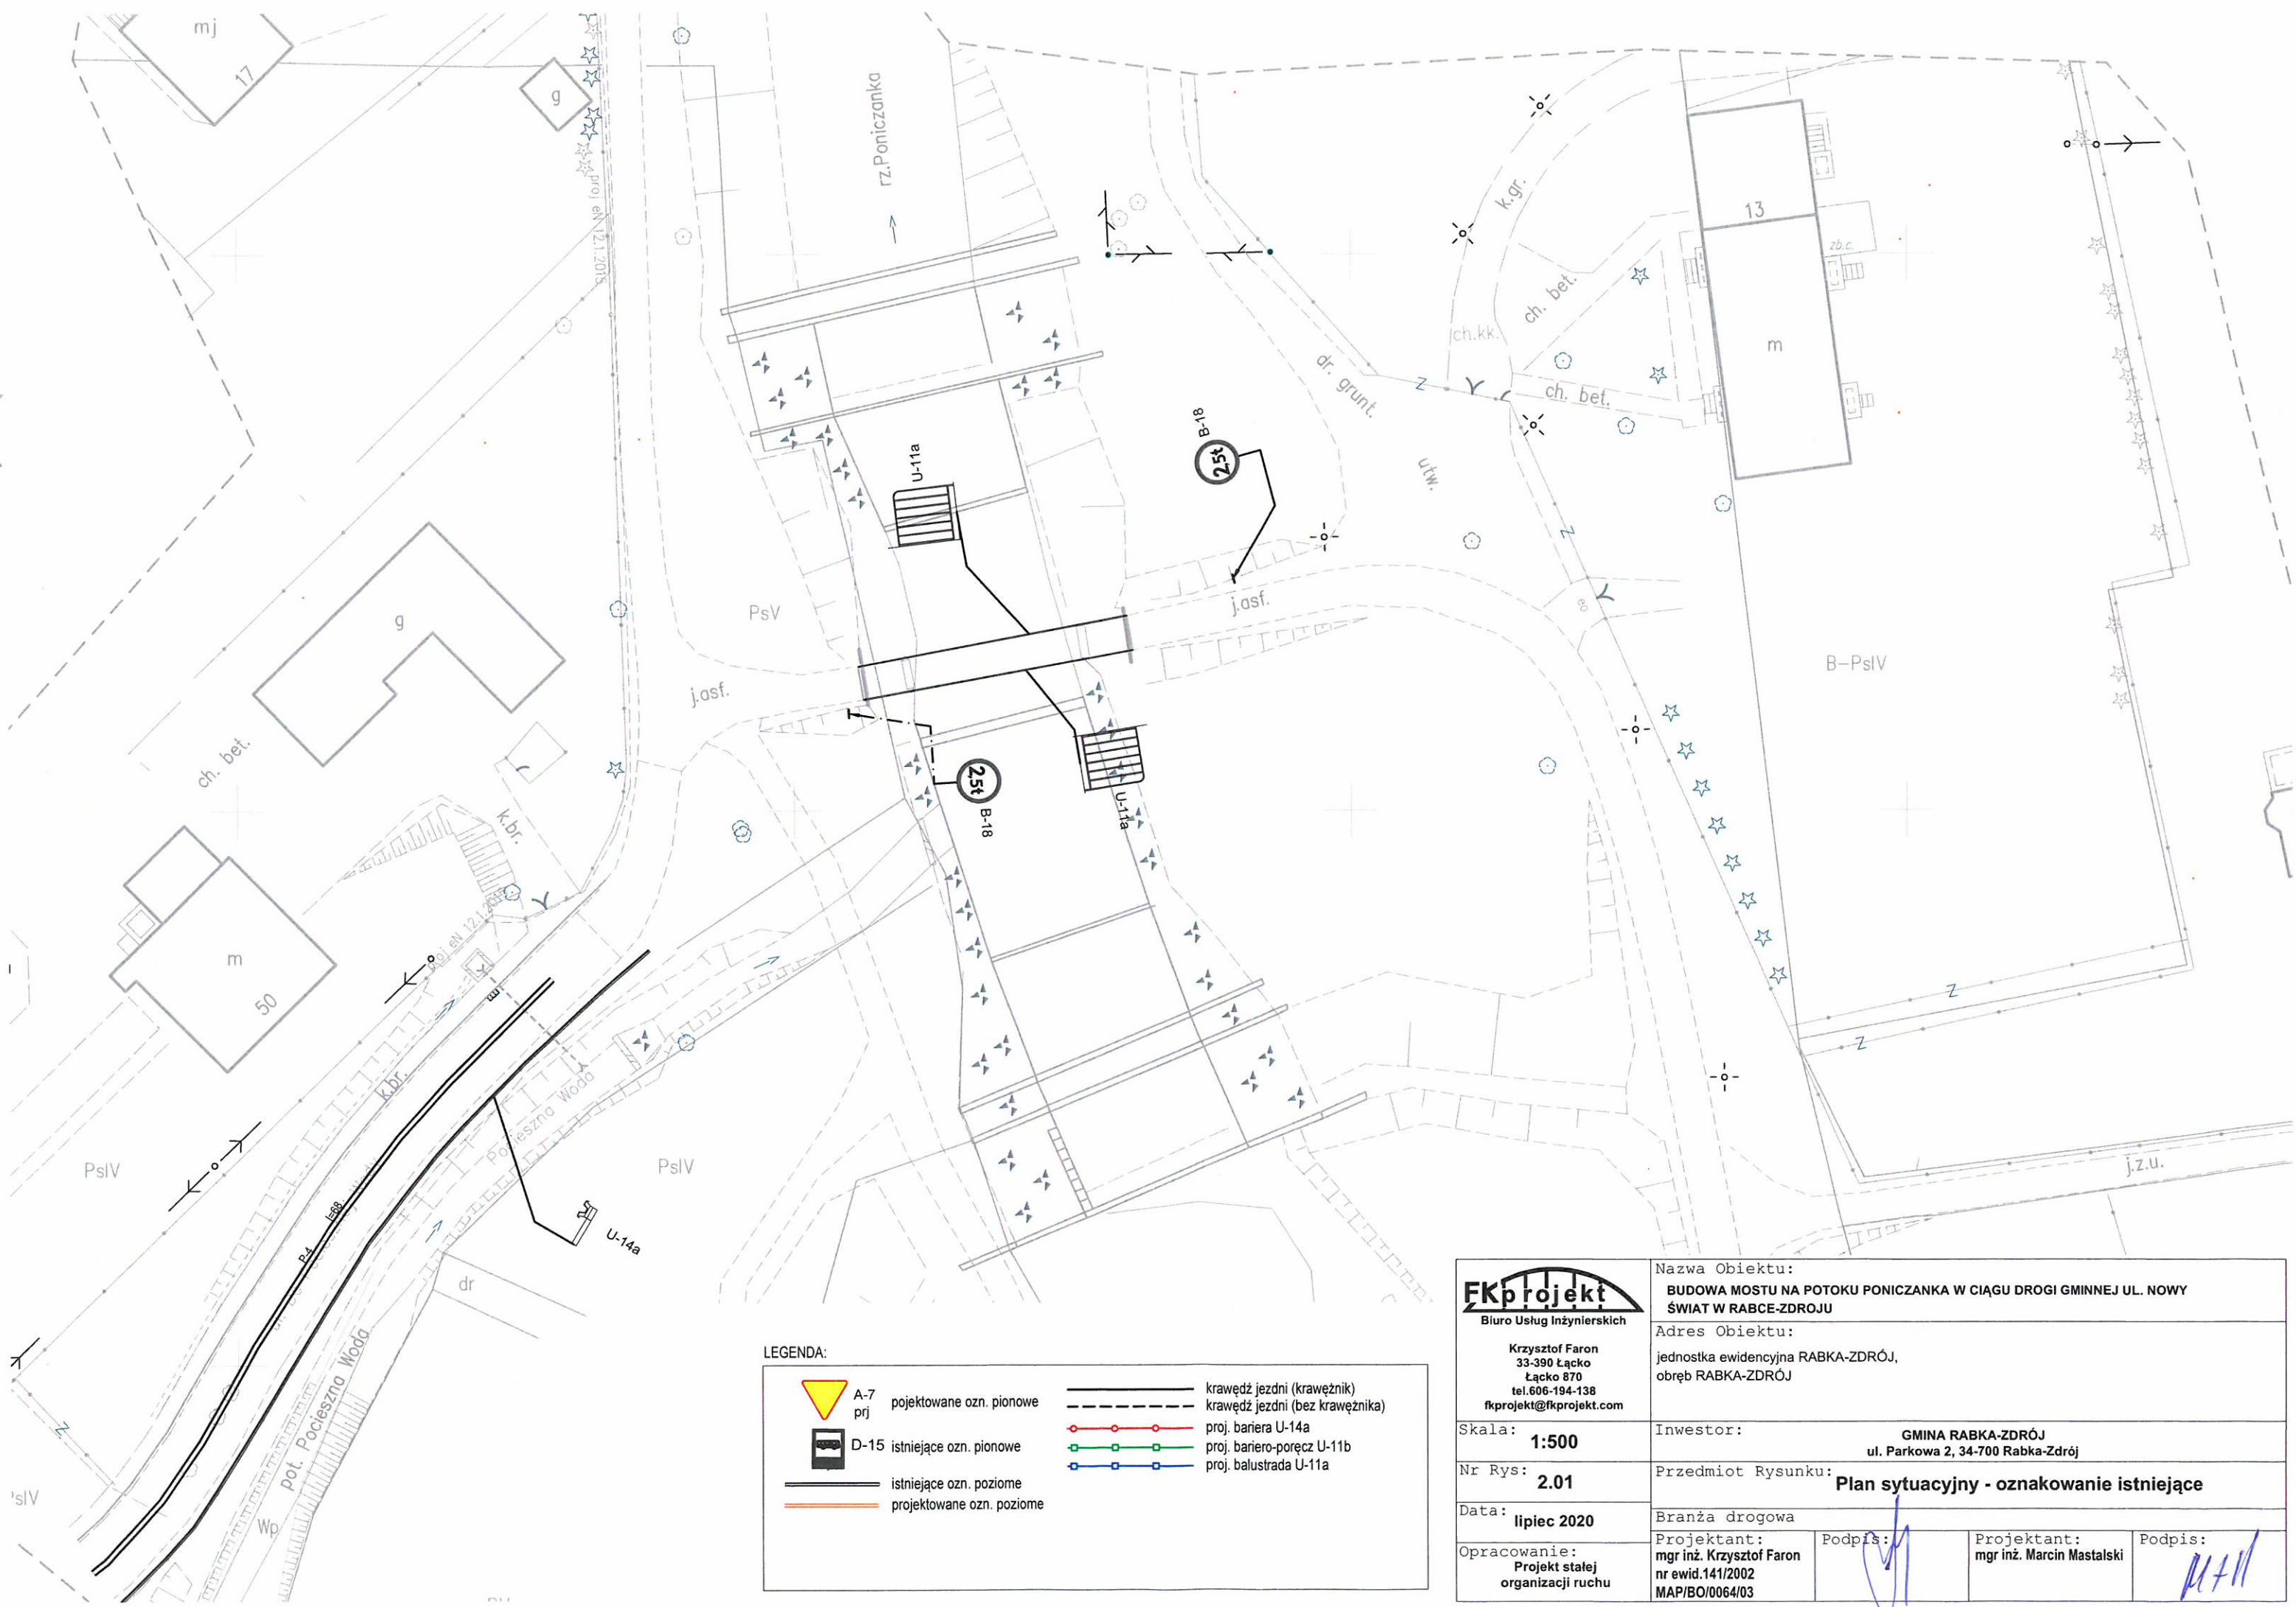 mj
17
g
proj eN 12.1.2015
rz.Poniczanka
k.gr.
13
zb.c.
ch. bet.
ch.kk.
m
z
ch. bet.
dr. grunt.
B-18
2,5t
U-11a
utw.
z
j.asf.
PsV
g
j.asf.
B-PsIV
ch. bet.
k.br.
2,5t
B-18
U-11a
m
50
proj eN 12.1.2015
k.br.
Pocieszna Woda
PsIV
PsIV
l=68
P-4
U-14a
dr
z
z
j.z.u.
pot. Pocieszna Woda
Wp
z
LEGENDA:
A-7
prj
pojektowane ozn. pionowe
D-15 istniejące ozn. pionowe
istniejące ozn. poziome
projektowane ozn. poziome
krawędź jezdni (krawężnik)
krawędź jezdni (bez krawężnika)
proj. bariera U-14a
proj. bariero-poręcz U-11b
proj. balustrada U-11a
FKprojekt
Biuro Usług Inżynierskich
Krzysztof Faron
33-390 Łącko
Łącko 870
tel.606-194-138
fkprojekt@fkprojekt.com
Nazwa Obiektu:
BUDOWA MOSTU NA POTOKU PONICZANKA W CIĄGU DROGI GMINNEJ UL. NOWY
ŚWIAT W RABCE-ZDROJU
Adres Obiektu:
jednostka ewidencyjna RABKA-ZDRÓJ,
obręb RABKA-ZDRÓJ
Skala: 1:500
Inwestor:
GMINA RABKA-ZDRÓJ
ul. Parkowa 2, 34-700 Rabka-Zdrój
Nr Rys: 2.01
Przedmiot Rysunku:
Plan sytuacyjny - oznakowanie istniejące
Data: lipiec 2020
Branża drogowa
Opracowanie:
Projekt stałej
organizacji ruchu
Projektant:
mgr inż. Krzysztof Faron
nr ewid.141/2002
MAP/BO/0064/03
Podpis:
Projektant:
mgr inż. Marcin Mastalski
Podpis: